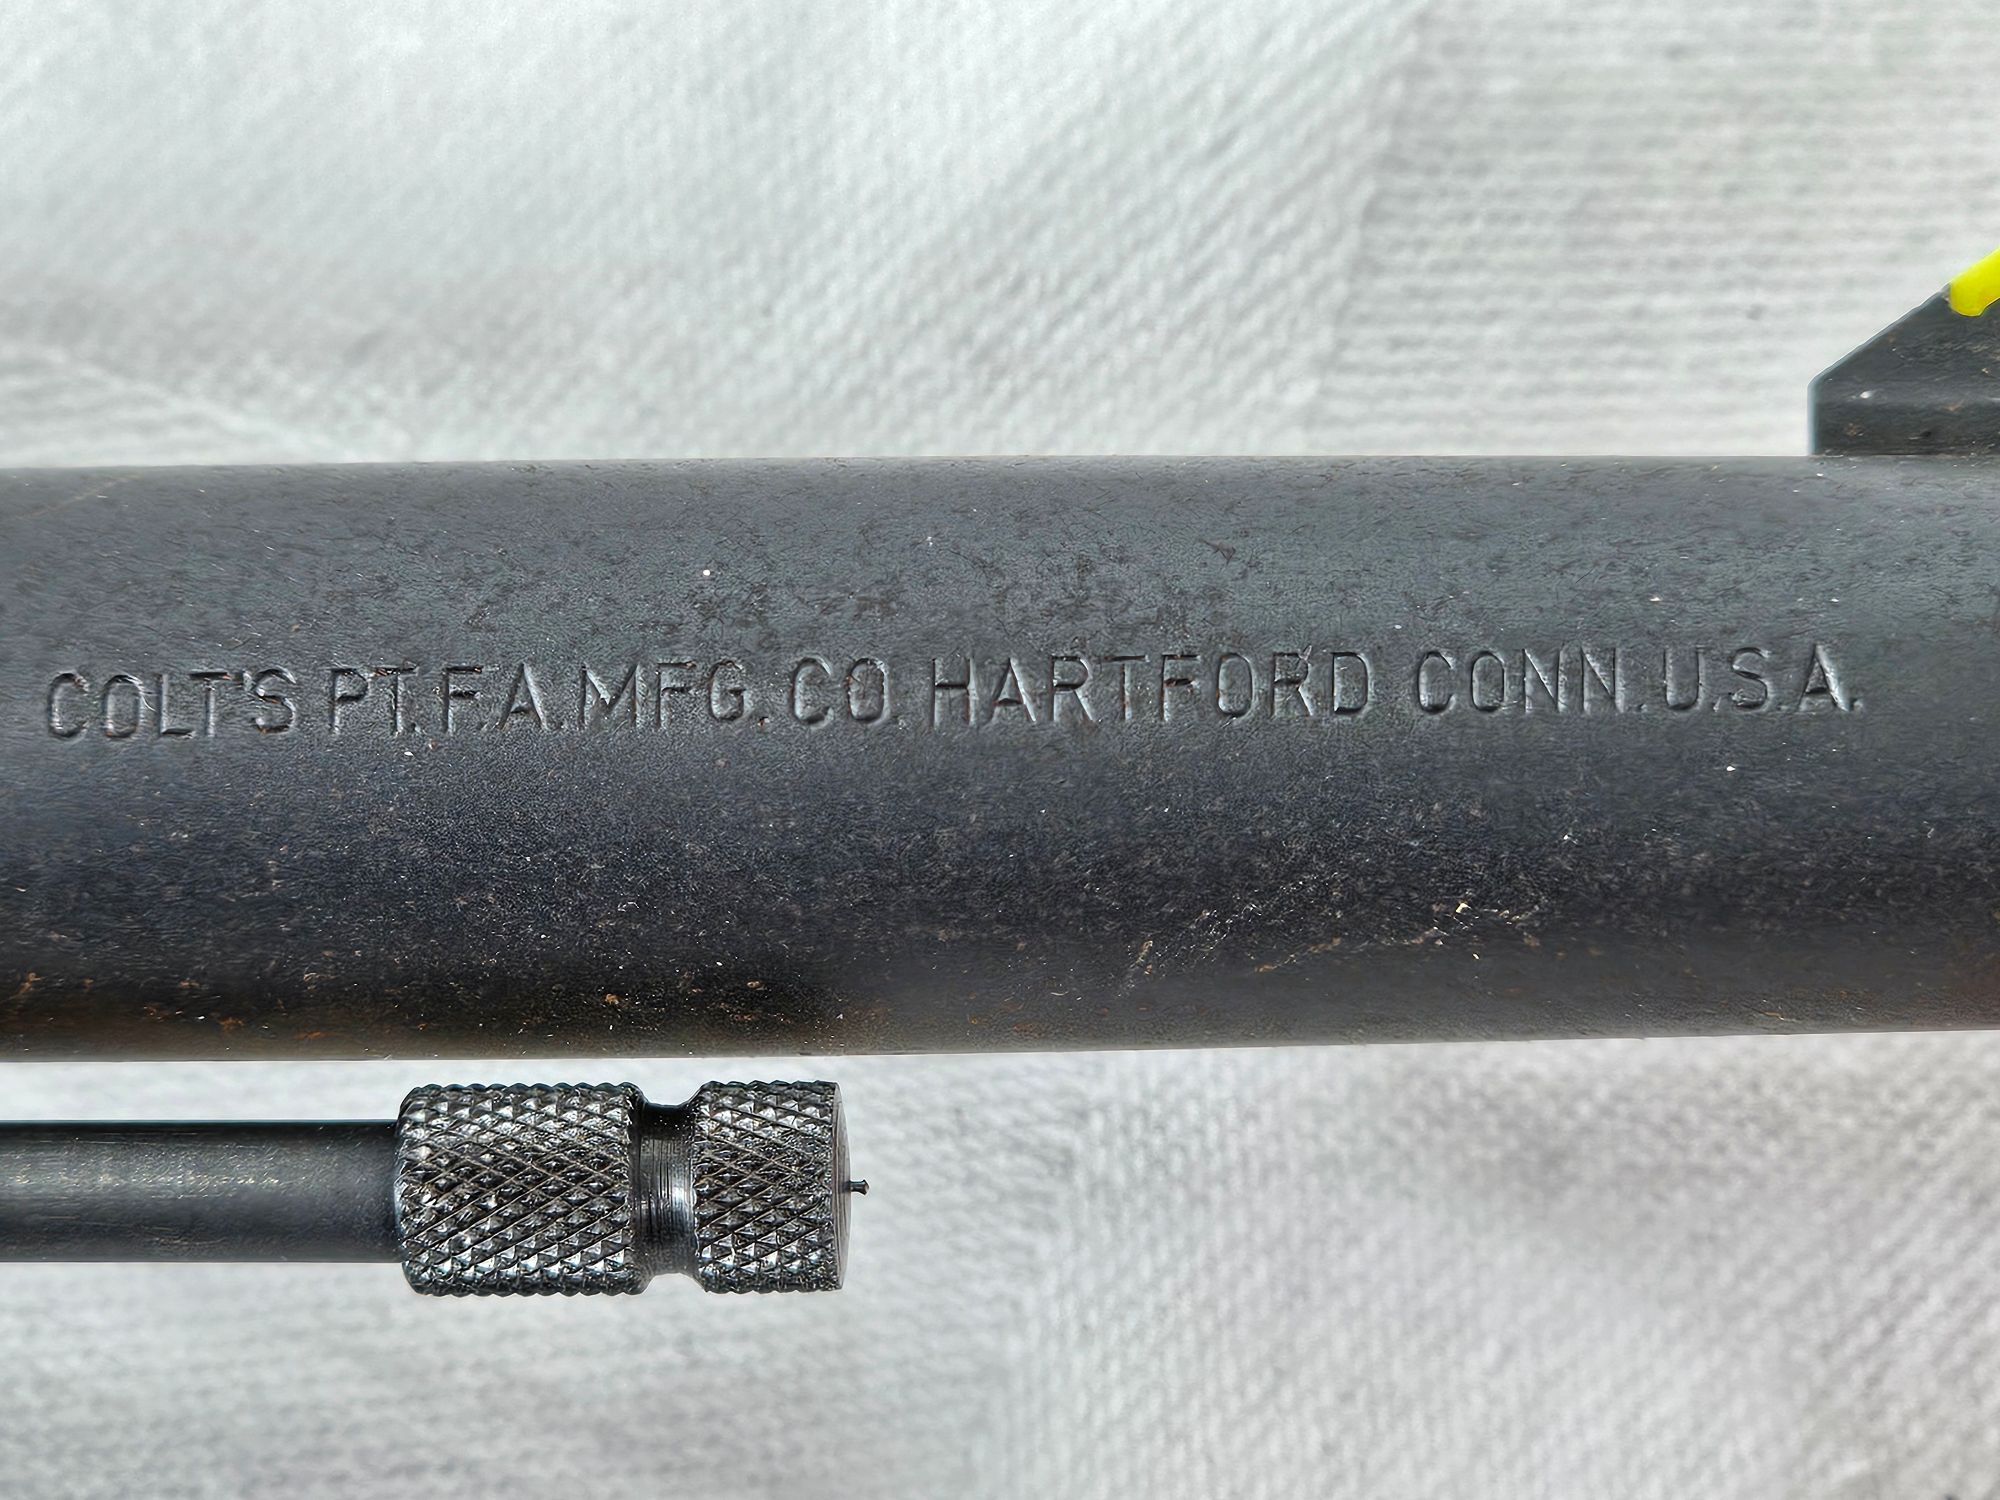 COLT'S PT. F.A. MFG. CO. HARTFORD CONN. U.S.A.